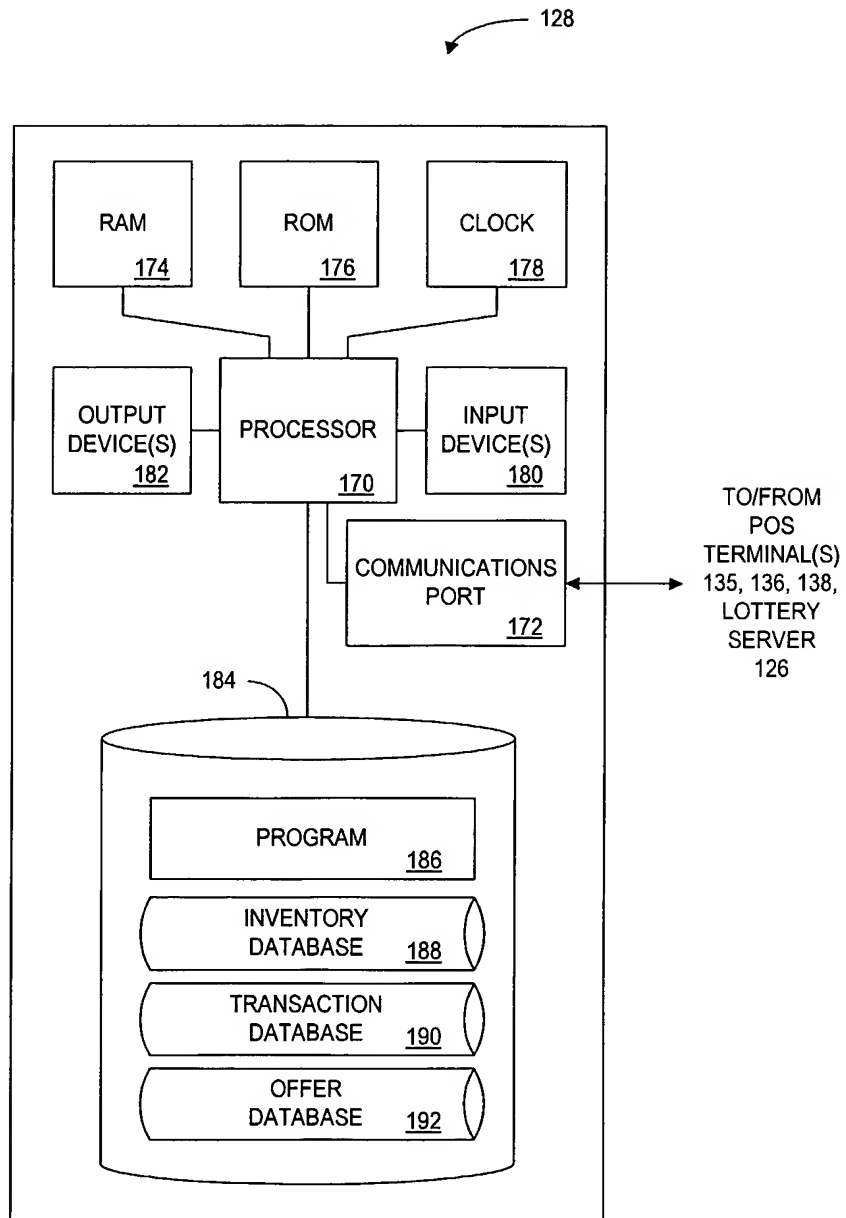 128
RAM
174
ROM
176
CLOCK
178
OUTPUT
DEVICE(S)
182
PROCESSOR
170
INPUT
DEVICE(S)
180
COMMUNICATIONS
PORT
172
TO/FROM
POS
TERMINAL(S)
135, 136, 138,
LOTTERY
SERVER
126
184
PROGRAM
186
INVENTORY
DATABASE
188
TRANSACTION
DATABASE
190
OFFER
DATABASE
192